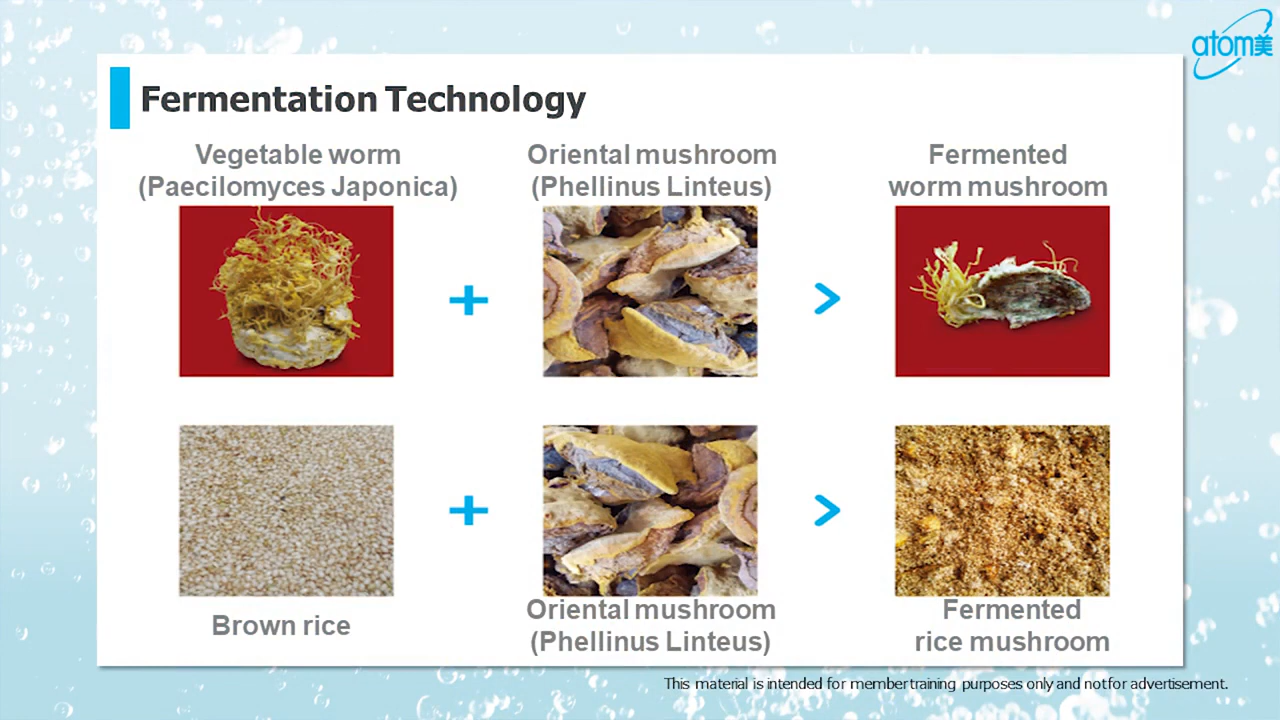 atom美
Fermentation Technology
Vegetable worm
(Paecilomyces Japonica)
Oriental mushroom
(Phellinus Linteus)
Fermented
worm mushroom
+
>
+
>
Brown rice
Oriental mushroom
(Phellinus Linteus)
Fermented
rice mushroom
This material is intended for member training purposes only and not for advertisement.